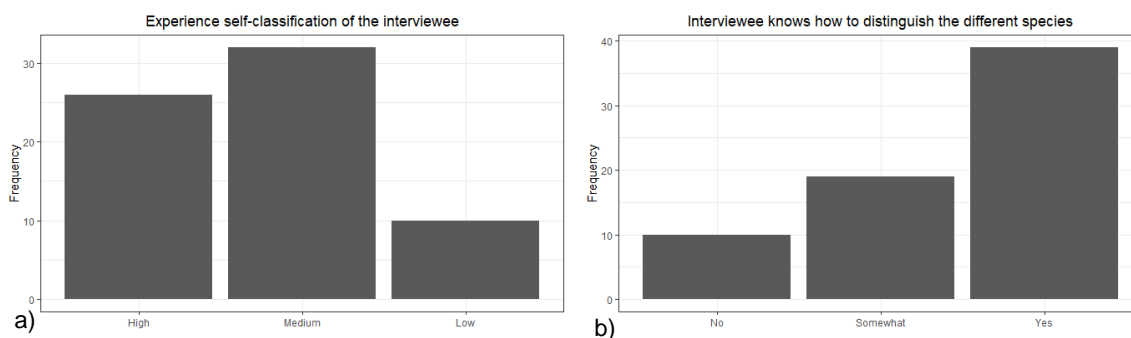 Experience self-classification of the interviewee
Frequency
30
20
10
0
High Medium Low
a)
Interviewee knows how to distinguish the different species
Frequency
40
30
20
10
0
No Somewhat Yes
b)